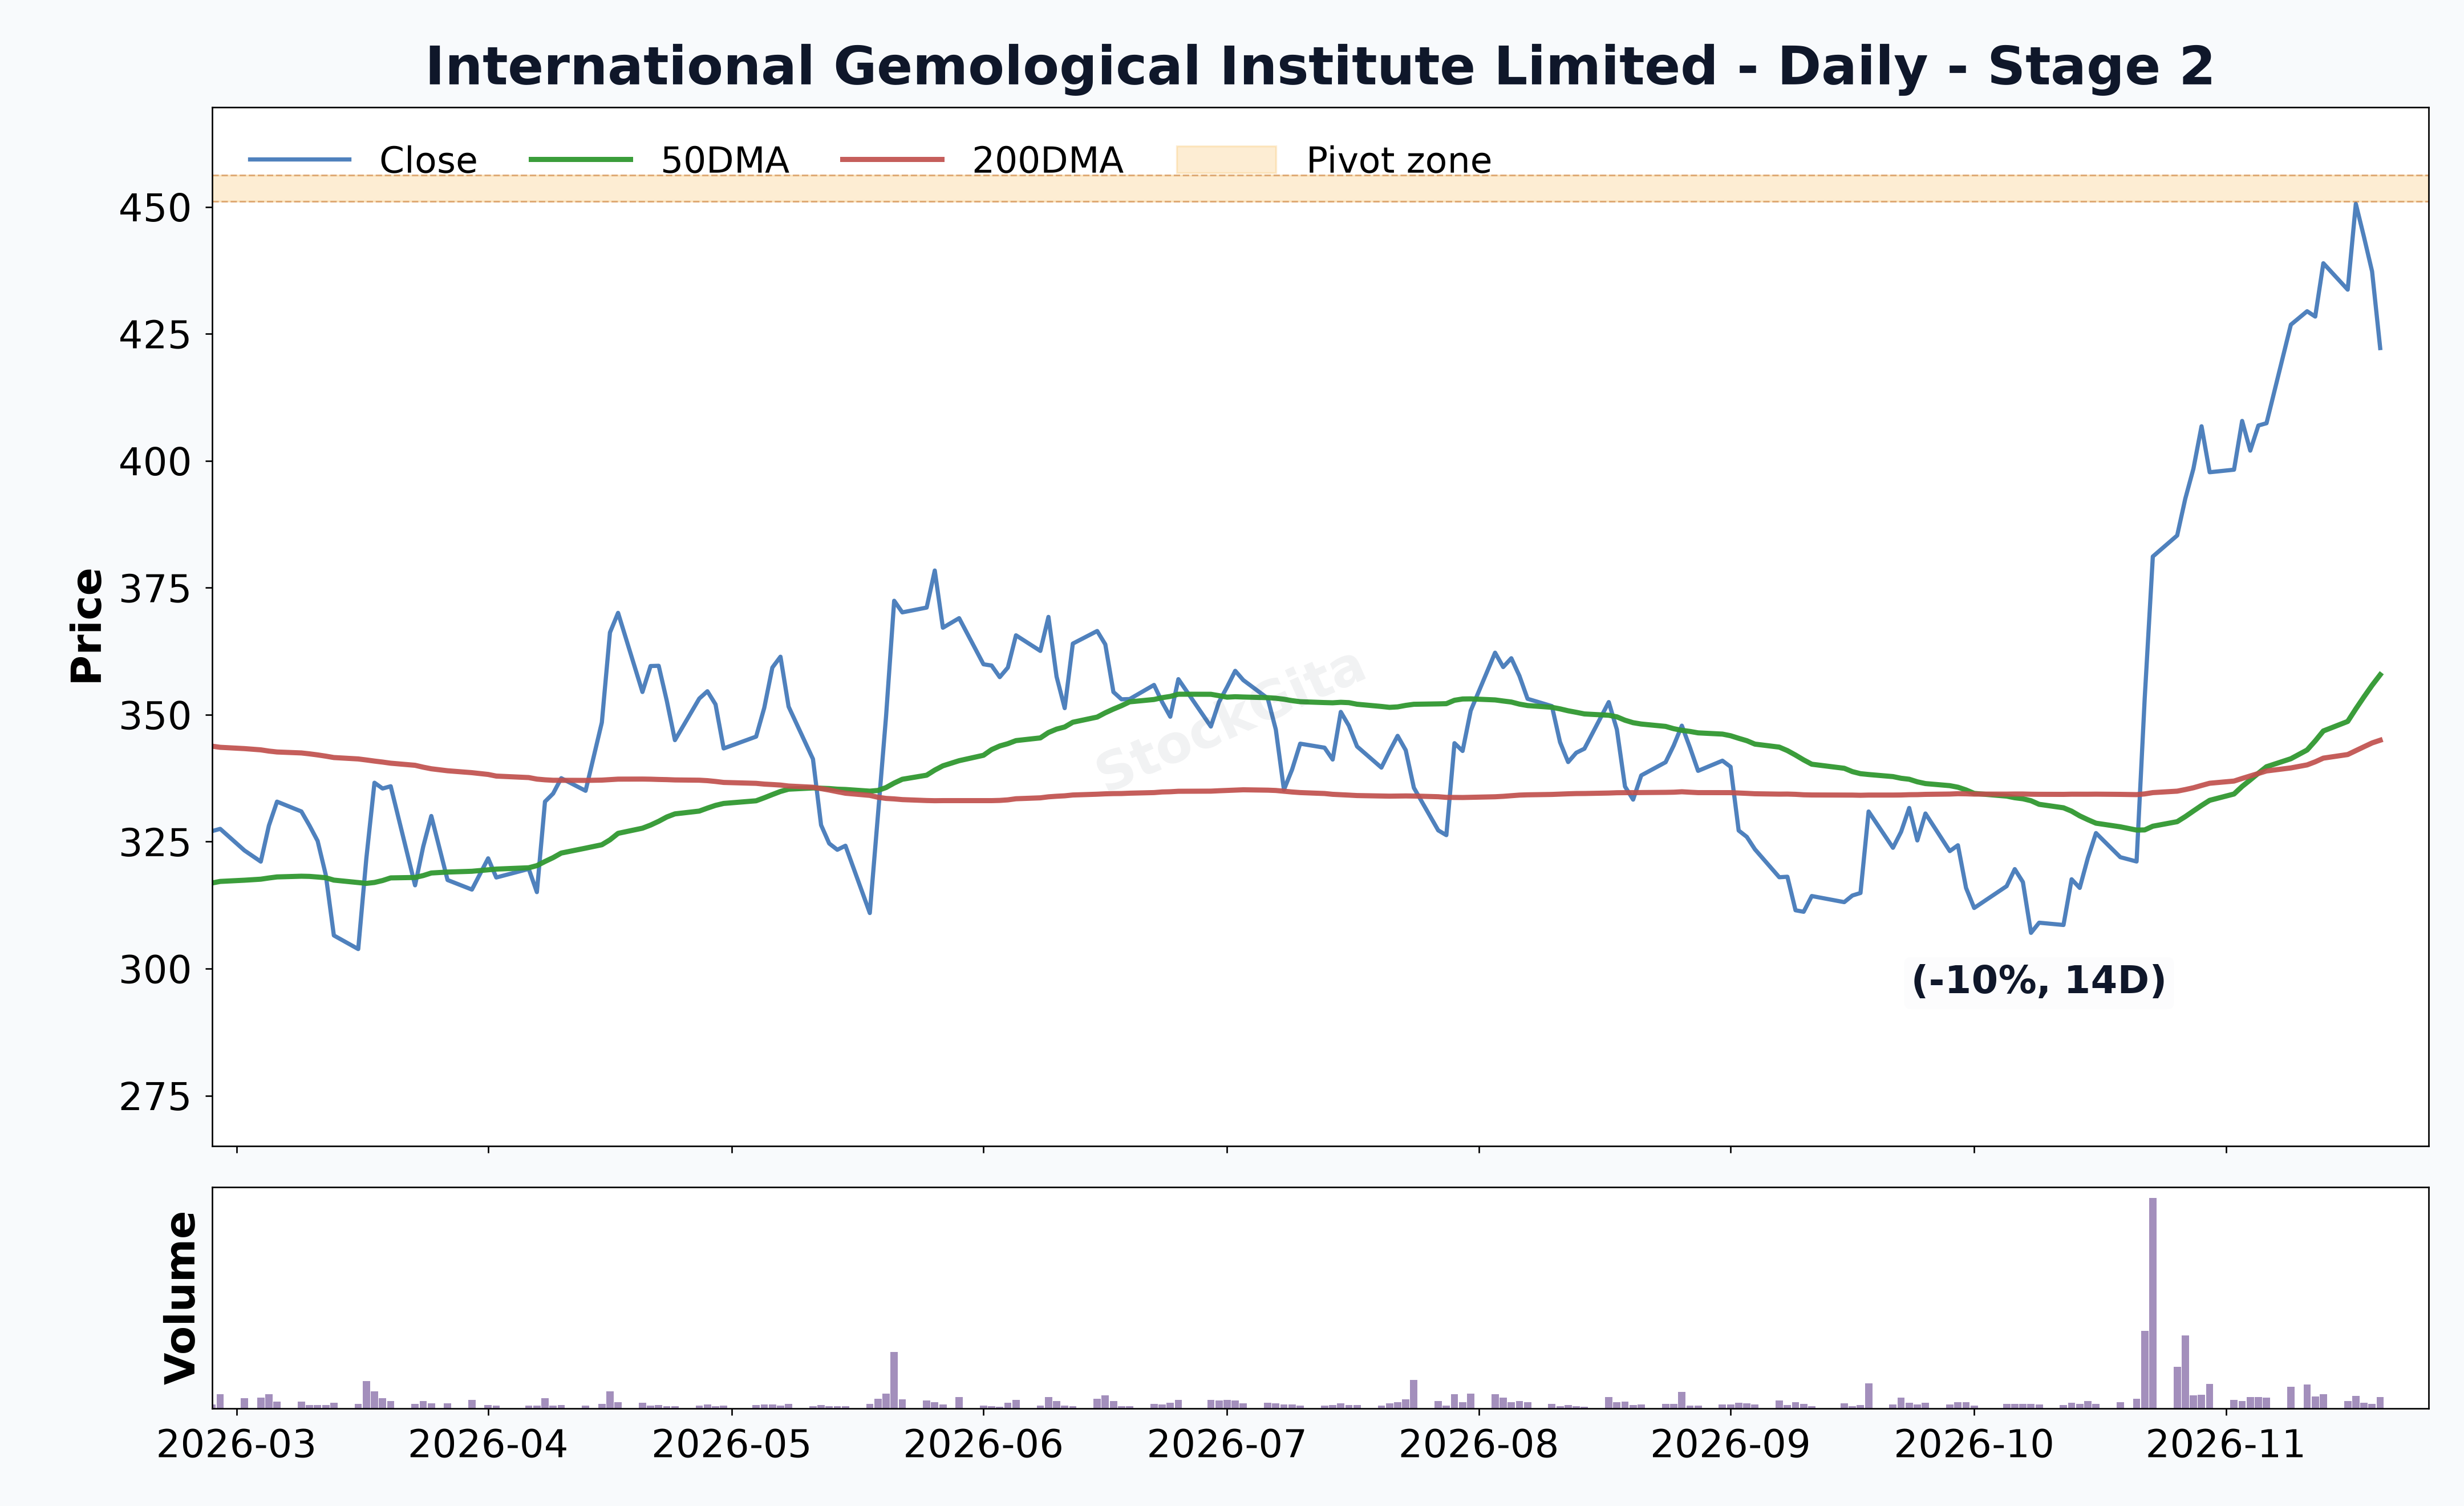 International Gemological Institute Limited - Daily - Stage 2
Close 50DMA 200DMA Pivot zone
450
425
400
375
350
325
300
275
Price
StockGita
(-10%, 14D)
Volume
2026-03 2026-04 2026-05 2026-06 2026-07 2026-08 2026-09 2026-10 2026-11